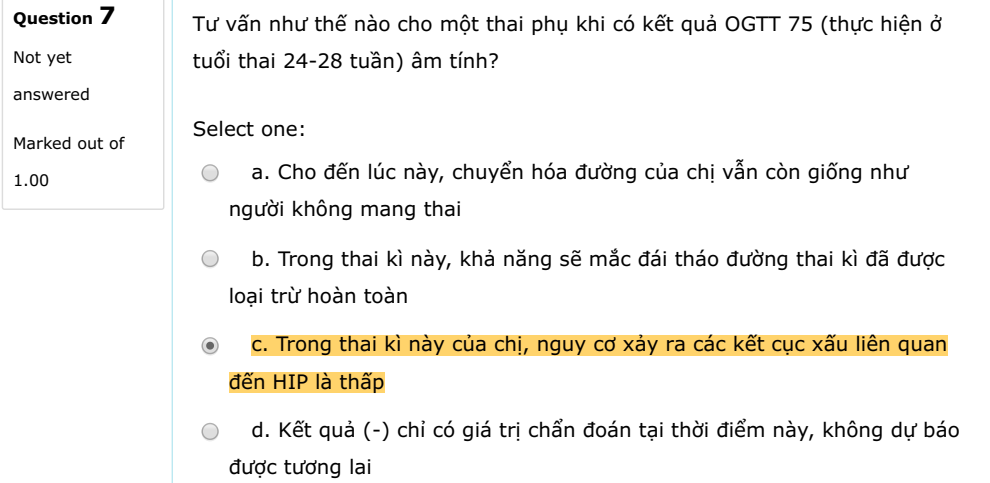 Question 7
Not yet
answered
Marked out of
1.00
Tư vấn như thế nào cho một thai phụ khi có kết quả OGTT 75 (thực hiện ở
tuổi thai 24-28 tuần) âm tính?
Select one:
a. Cho đến lúc này, chuyển hóa đường của chị vẫn còn giống như
người không mang thai
b. Trong thai kì này, khả năng sẽ mắc đái tháo đường thai kì đã được
loại trừ hoàn toàn
c. Trong thai kì này của chị, nguy cơ xảy ra các kết cục xấu liên quan
đến HIP là thấp
d. Kết quả (-) chỉ có giá trị chẩn đoán tại thời điểm này, không dự báo
được tương lai